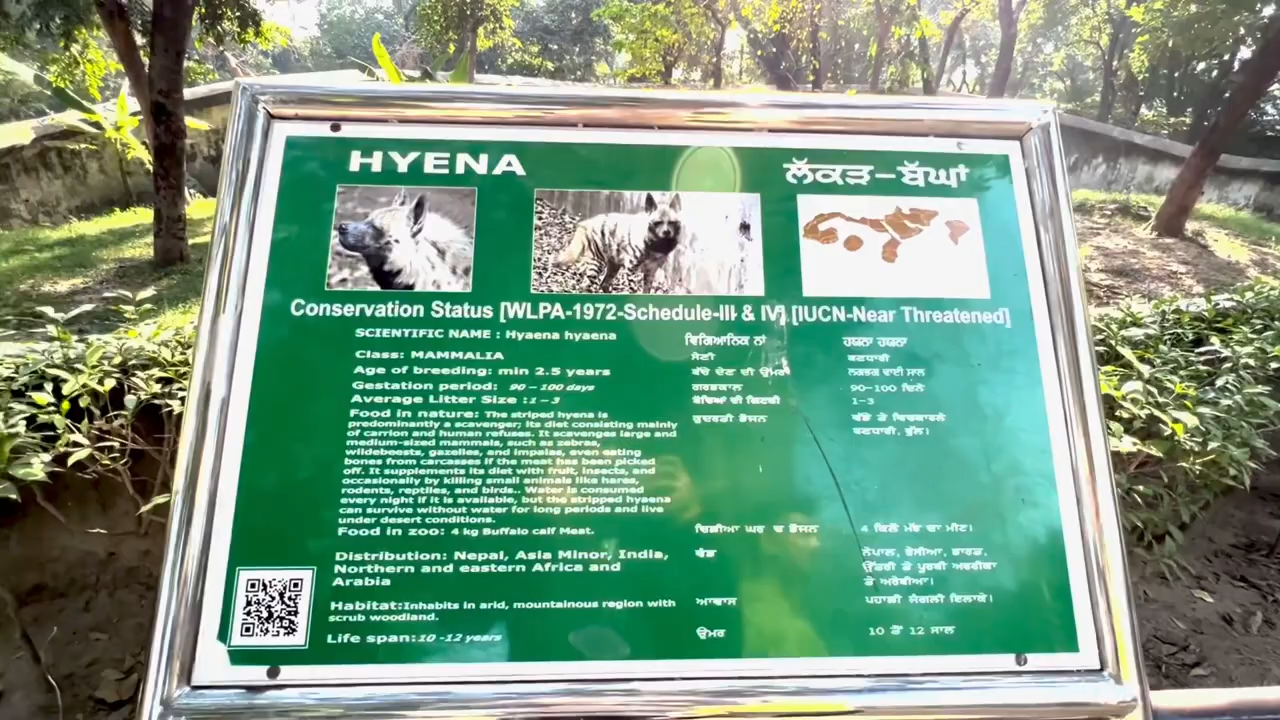 HYENA
ਲੱਕੜ-ਬੱਘਾਂ
Conservation Status [WLPA-1972-Schedule-III & IV] [IUCN-Near Threatened]
SCIENTIFIC NAME : Hyaena hyaena
ਵਿਗਿਆਨਿਕ ਨਾਂ
ਹਯਨਾ ਹਯਨਾ
Class: MAMMALIA
ਸ਼੍ਰੇਣੀ
ਥਣਧਾਰੀ
Age of breeding: min 2.5 years
ਬੱਚੇ ਦੇਣ ਦੀ ਉਮਰ
ਲਗਭਗ ਢਾਈ ਸਾਲ
Gestation period: 90 – 100 days
ਗਰਭਕਾਲ
90-100 ਦਿਨ
Average Litter Size :1 – 3
ਬੱਚਿਆਂ ਦੀ ਗਿਣਤੀ
1-3
Food in nature: The striped hyena is
predominantly a scavenger; its diet consisting mainly
of carrion and human refuses. It scavenges large and
medium-sized mammals, such as zebras,
wildebeests, gazelles, and impalas, even eating
bones from carcasses if the meat has been picked
off. It supplements its diet with fruit, insects, and
occasionally by killing small animals like hares,
rodents, reptiles, and birds.. Water is consumed
every night if it is available, but the stripped hyaena
can survive without water for long periods and live
under desert conditions.
ਕੁਦਰਤੀ ਭੋਜਨ
ਥਣਧਾਰੀ,
Food in zoo: 4 kg Buffalo calf Meat.
ਚਿੜੀਆ ਘਰ ਚ ਭੋਜਨ
4 ਕਿਲੋ ਮੱਝ ਦਾ ਮੀਟ।
Distribution: Nepal, Asia Minor, India,
Northern and eastern Africa and
Arabia
ਵੰਡ
ਨੇਪਾਲ, ਏਸੀਆ, ਭਾਰਤ,
ਉੱਤਰੀ ਤੇ ਪੂਰਬੀ ਅਫਰੀਕਾ
ਤੇ ਅਰੇਬੀਆ।
Habitat:Inhabits in arid, mountainous region with
scrub woodland.
ਆਵਾਸ
ਪਹਾੜੀ ਜੰਗਲੀ ਇਲਾਕੇ।
Life span:10 -12 years
ਉਮਰ
10 ਤੋਂ 12 ਸਾਲ